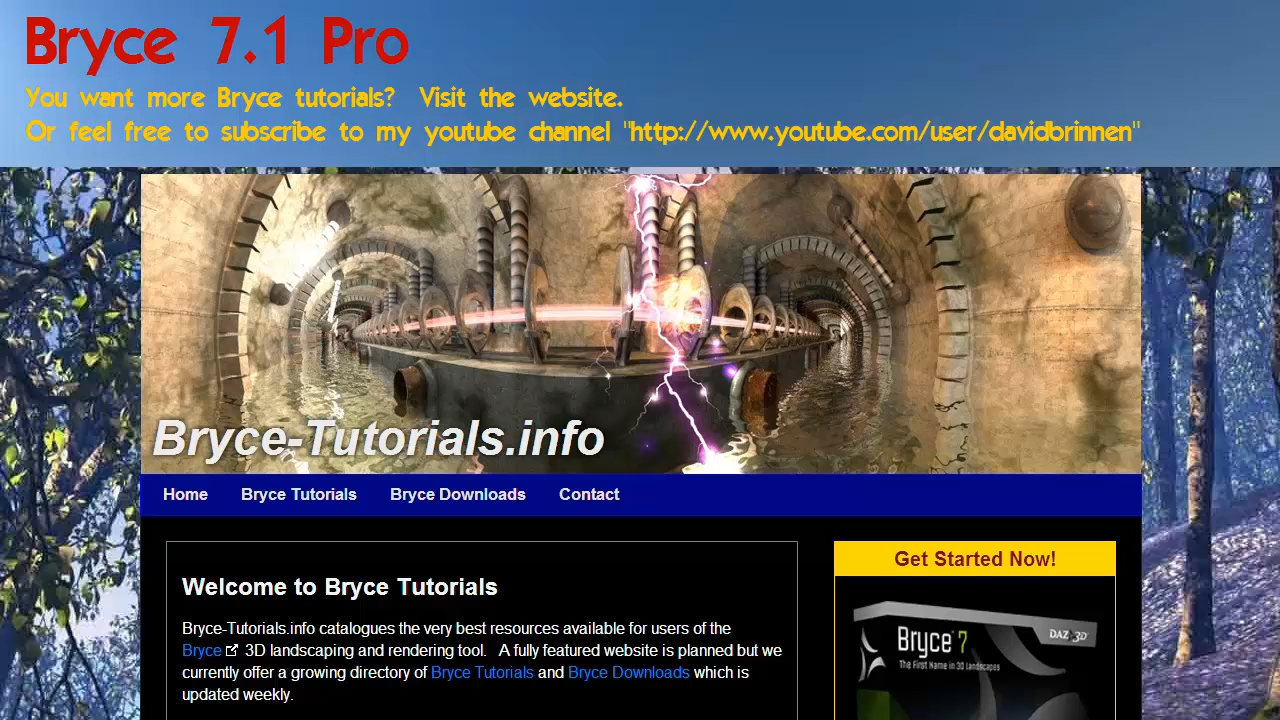 Bryce 7.1 Pro
You want more Bryce tutorials? Visit the website.
Or feel free to subscribe to my youtube channel "http://www.youtube.com/user/davidbrinnen"
Bryce-Tutorials.info
Home Bryce Tutorials Bryce Downloads Contact
Welcome to Bryce Tutorials
Bryce-Tutorials.info catalogues the very best resources available for users of the
Bryce 3D landscaping and rendering tool. A fully featured website is planned but we
currently offer a growing directory of Bryce Tutorials and Bryce Downloads which is
updated weekly.
Get Started Now!
Bryce 7
DAZ 3D
The First Name in 3D Landscapes